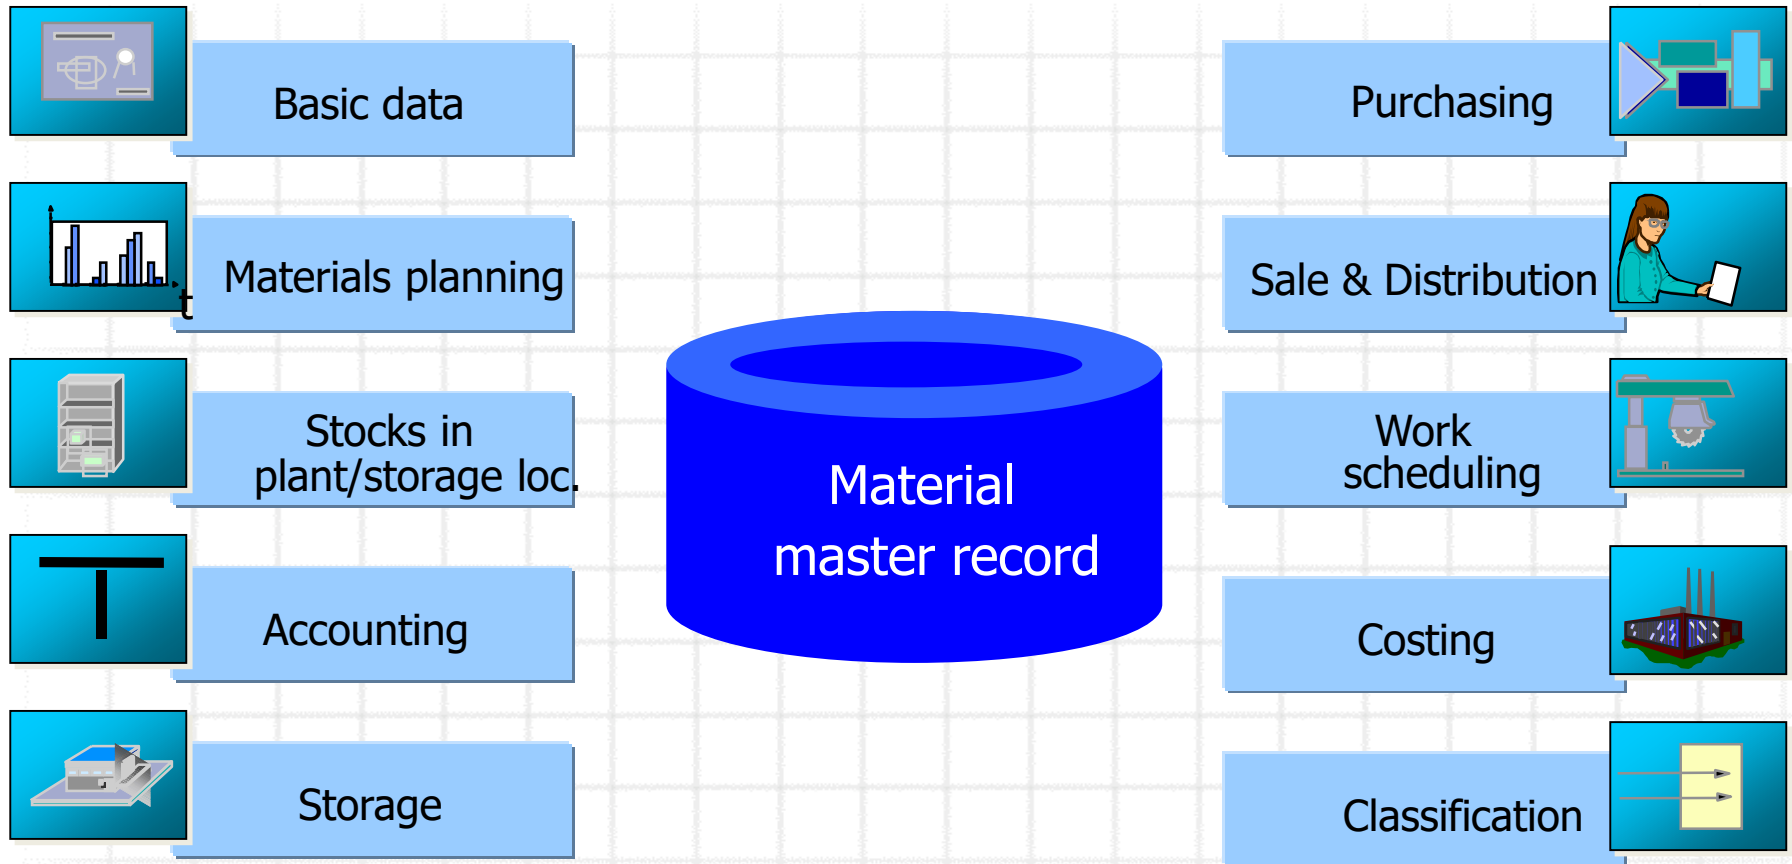 Basic data
Materials planning
t
Stocks in
plant/storage loc.
Accounting
Storage
Material
master record
Purchasing
Sale & Distribution
Work
scheduling
Costing
Classification